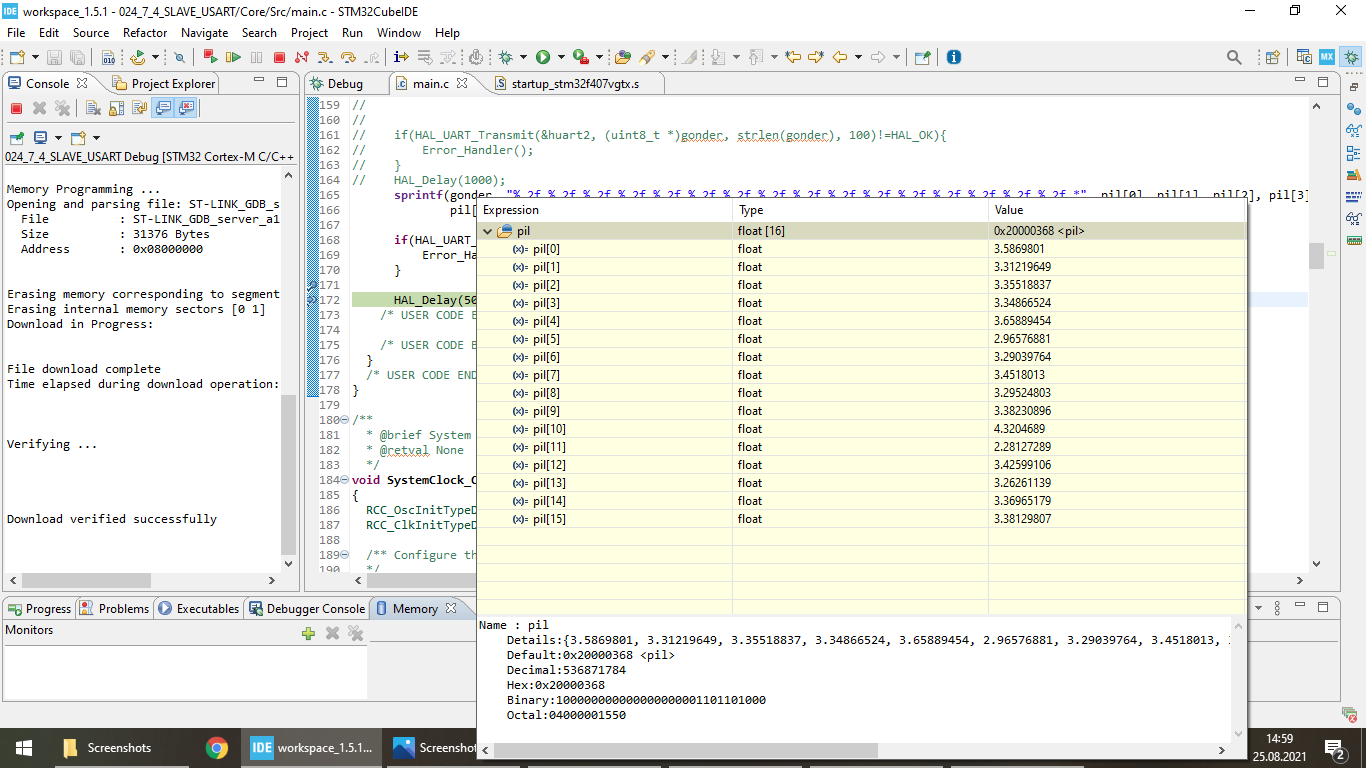 IDE workspace_1.5.1 - 024_7_4_SLAVE_USART/Core/Src/main.c - STM32CubeIDE
File Edit Source Refactor Navigate Search Project Run Window Help
Console Project Explorer
024_7_4_SLAVE_USART Debug [STM32 Cortex-M C/C++
Memory Programming ...
Opening and parsing file: ST-LINK_GDB_s
File : ST-LINK_GDB_server_a1
Size : 31376 Bytes
Address : 0x08000000
Erasing memory corresponding to segment
Erasing internal memory sectors [0 1]
Download in Progress:
File download complete
Time elapsed during download operation:
Verifying ...
Download verified successfully
Debug main.c startup_stm32f407vgtx.s
159 //
160 //
161 // if(HAL_UART_Transmit(&huart2, (uint8_t *)gonder, strlen(gonder), 100)!=HAL_OK){
162 // Error_Handler();
163 // }
164 // HAL_Delay(1000);
165 sprintf(gonder, "%.2f %.2f %.2f %.2f %.2f %.2f %.2f %.2f %.2f %.2f %.2f %.2f %.2f %.2f %.2f %.2f *", pil[0], pil[1], pil[2], pil[3]
166 pil[
167
168 if(HAL_UART_
169 Error_Ha
170 }
171
172 HAL_Delay(50
173 /* USER CODE E
174
175 /* USER CODE B
176 }
177 /* USER CODE END
178 }
179
180 /**
181 * @brief System
182 * @retval None
183 */
184 void SystemClock_C
185 {
186 RCC_OscInitTypeD
187 RCC_ClkInitTypeD
188
189 /** Configure th
190 */
Expression Type Value
pil float [16] 0x20000368 <pil>
(x)= pil[0] float 3.5869801
(x)= pil[1] float 3.31219649
(x)= pil[2] float 3.35518837
(x)= pil[3] float 3.34866524
(x)= pil[4] float 3.65889454
(x)= pil[5] float 2.96576881
(x)= pil[6] float 3.29039764
(x)= pil[7] float 3.4518013
(x)= pil[8] float 3.29524803
(x)= pil[9] float 3.38230896
(x)= pil[10] float 4.3204689
(x)= pil[11] float 2.28127289
(x)= pil[12] float 3.42599106
(x)= pil[13] float 3.26261139
(x)= pil[14] float 3.36965179
(x)= pil[15] float 3.38129807
Name : pil
Details:{3.5869801, 3.31219649, 3.35518837, 3.34866524, 3.65889454, 2.96576881, 3.29039764, 3.4518013,
Default:0x20000368 <pil>
Decimal:536871784
Hex:0x20000368
Binary:100000000000000000001101101000
Octal:04000001550
Progress Problems Executables Debugger Console Memory
Monitors
Screenshots
IDE workspace_1.5.1...
Screenshot
14:59
25.08.2021
2